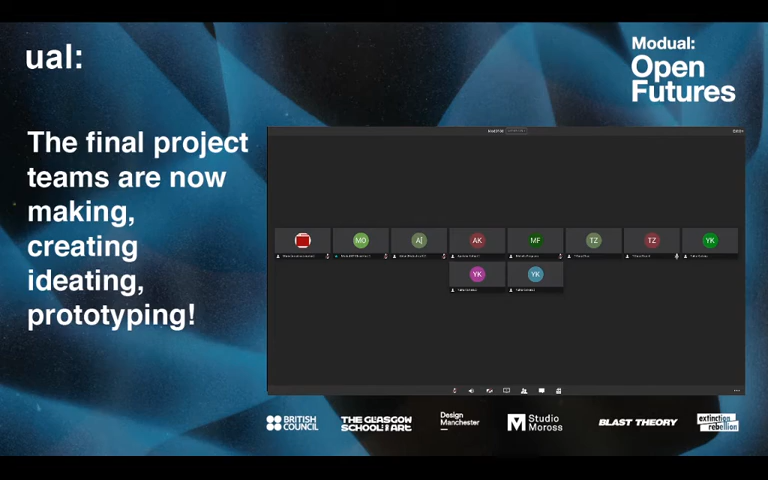 ual:
Modual:
Open
Futures
The final project
teams are now
making,
creating
ideating,
prototyping!
MO
AK
MF
TZ
TZ
YK
YK
YK
BRITISH
COUNCIL
THE GLASGOW
SCHOOL OF ART
Design
Manchester
Studio
Moross
BLAST THEORY
extinction
rebellion